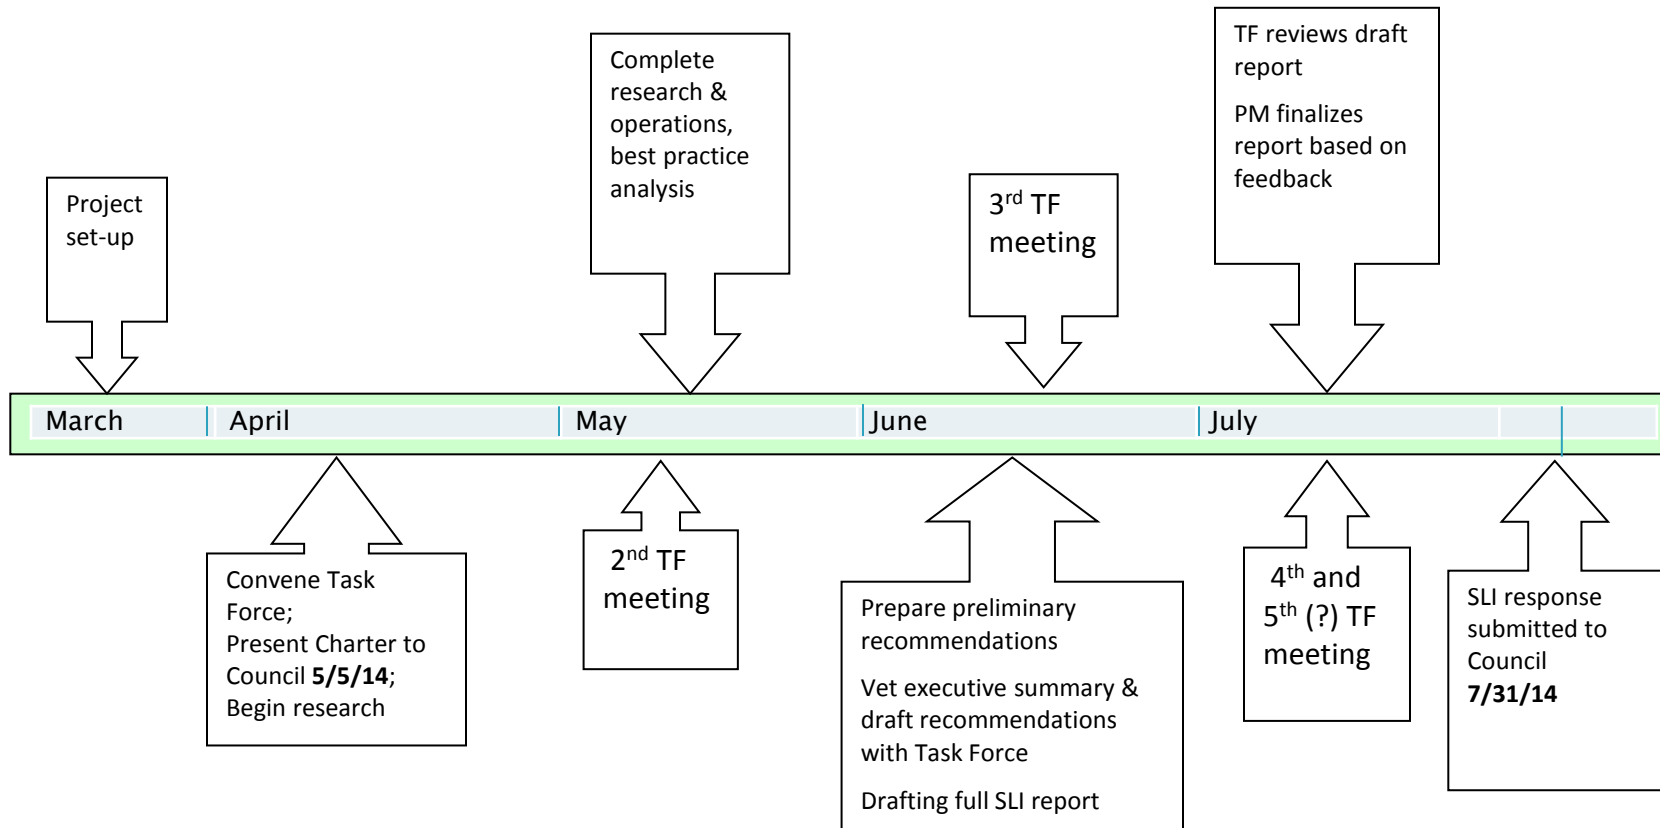 Project
set-up
Complete
research &
operations,
best practice
analysis
3rd TF
meeting
TF reviews draft
report
PM finalizes
report based on
feedback
March
April
May
June
July
Convene Task
Force;
Present Charter to
Council 5/5/14;
Begin research
2nd TF
meeting
Prepare preliminary
recommendations
Vet executive summary &
draft recommendations
with Task Force
Drafting full SLI report
4th and
5th (?) TF
meeting
SLI response
submitted to
Council
7/31/14